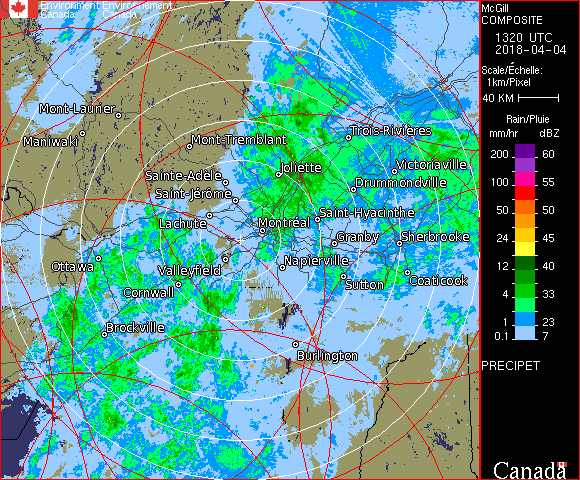 Environment Environnement
Canada Canada
McGill
COMPOSITE
1320 UTC
2018-04-04
Scale/Échelle:
1km/Pixel
40 KM
Rain/Pluie
mm/hr dBZ
200 60
100 55
50 50
24 45
12 40
4 33
1 23
0.1 7
PRECIPET
Canada
Mont-Laurier
Maniwaki
Mont-Tremblant
Trois-Rivières
Joliette
Victoriaville
Sainte-Adèle
Drummondville
Saint-Jérôme
Lachute
Saint-Hyacinthe
Montréal
Granby
Sherbrooke
Ottawa
Valleyfield
Napierville
Cornwall
Sutton
Coaticook
Brockville
Burlington